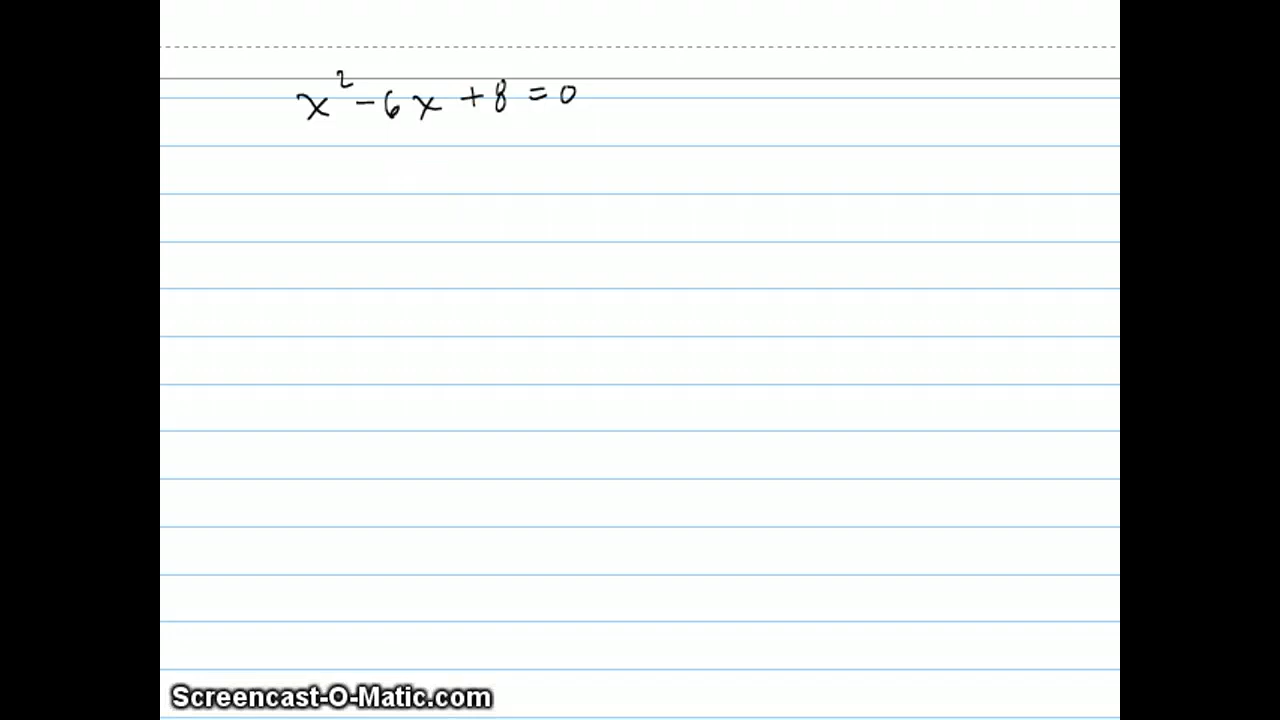 x² - 6x + 8 = 0
Screencast-O-Matic.com